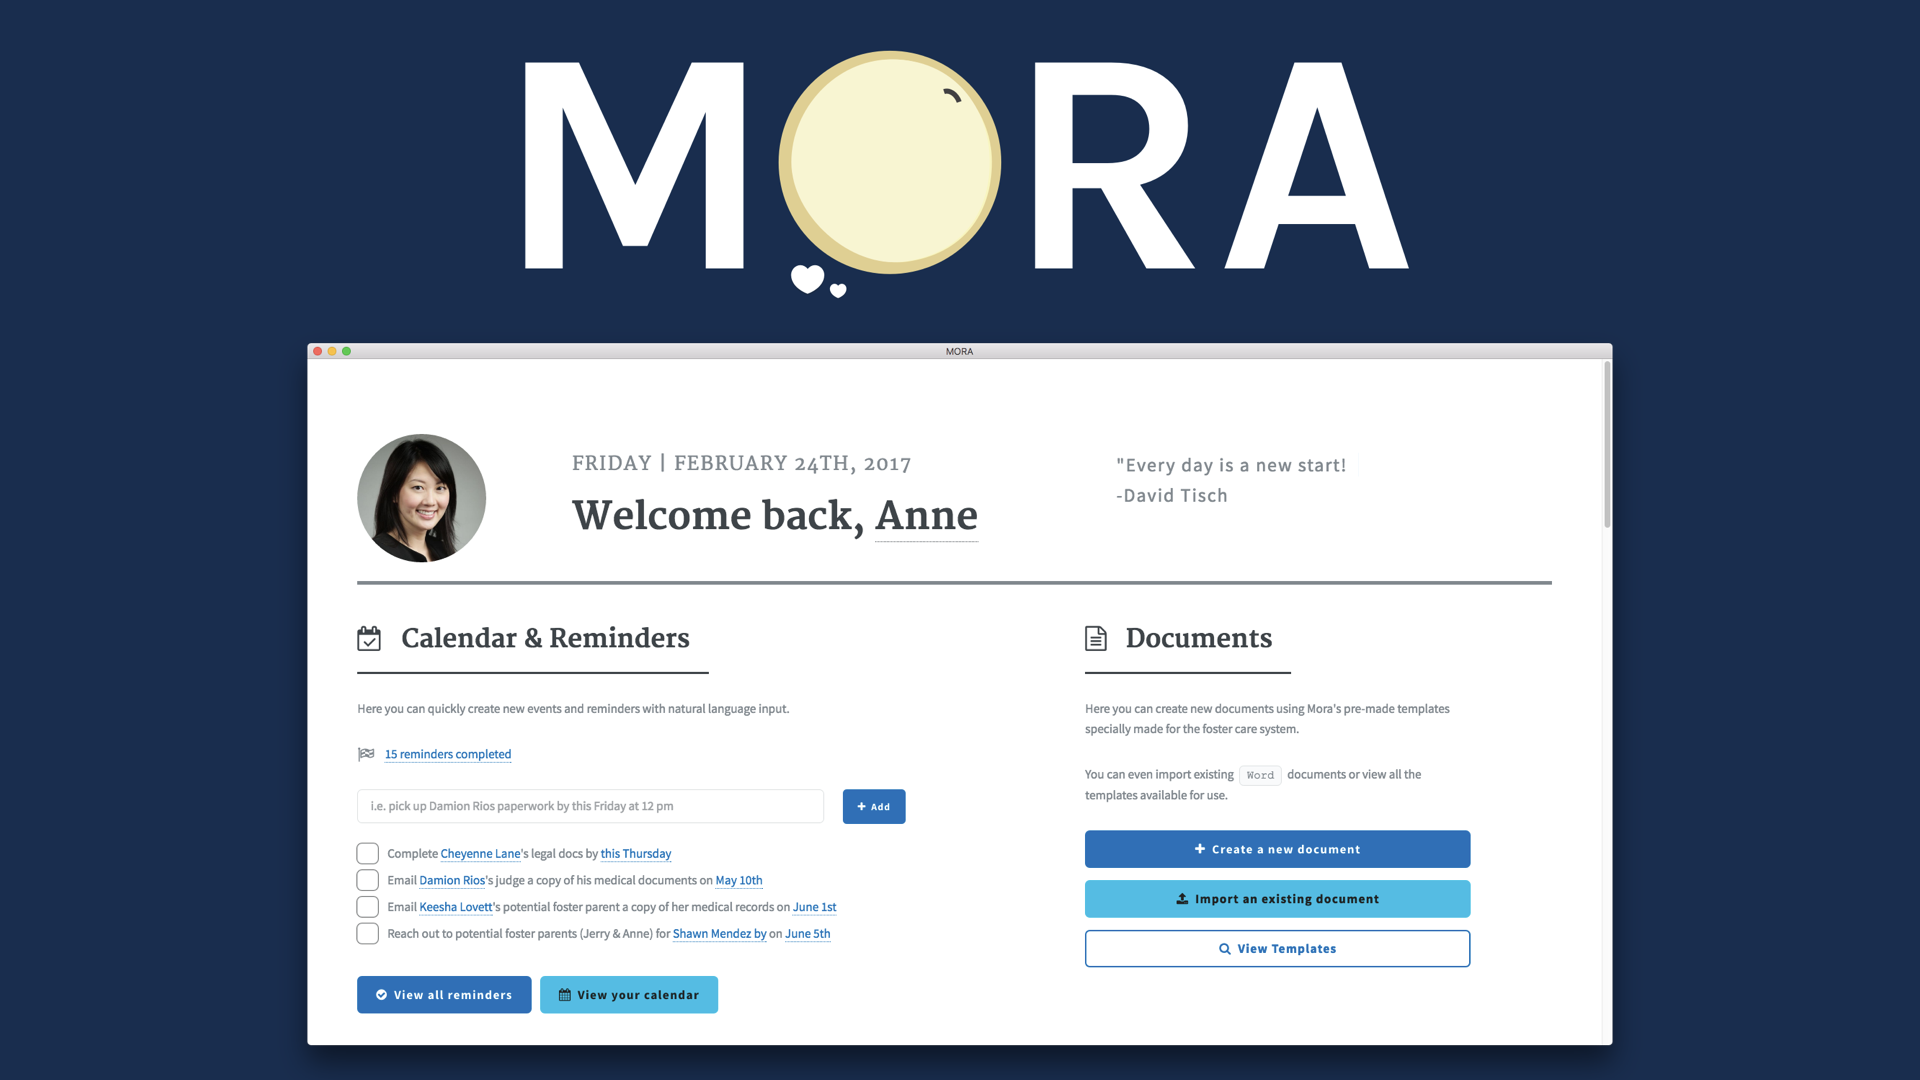 MORA
MORA
FRIDAY | FEBRUARY 24TH, 2017
Welcome back, Anne
"Every day is a new start!
-David Tisch
Calendar & Reminders
Here you can quickly create new events and reminders with natural language input.
15 reminders completed
i.e. pick up Damion Rios paperwork by this Friday at 12 pm
+ Add
Complete Cheyenne Lane's legal docs by this Thursday
Email Damion Rios's judge a copy of his medical documents on May 10th
Email Keesha Lovett's potential foster parent a copy of her medical records on June 1st
Reach out to potential foster parents (Jerry & Anne) for Shawn Mendez by on June 5th
View all reminders
View your calendar
Documents
Here you can create new documents using Mora's pre-made templates
specially made for the foster care system.
You can even import existing Word documents or view all the
templates available for use.
+ Create a new document
Import an existing document
View Templates